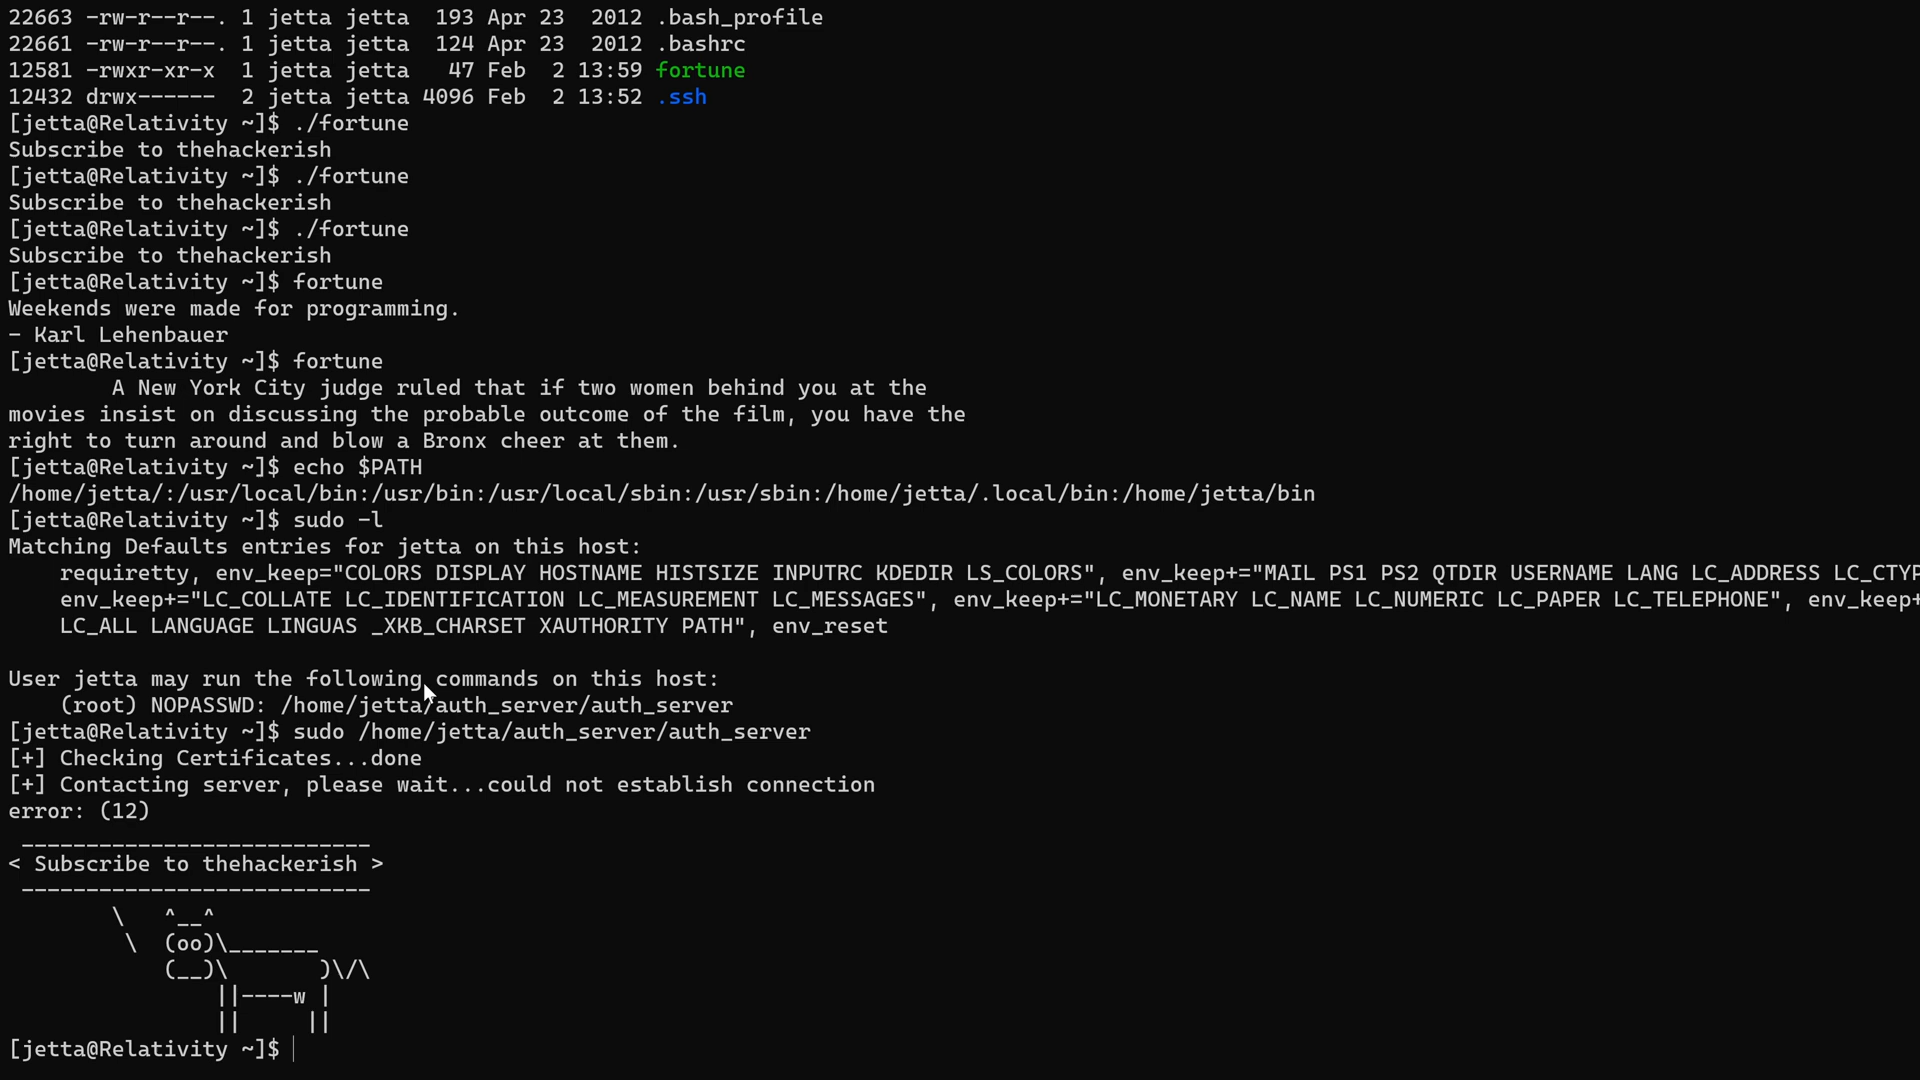 22663 -rw-r--r--. 1 jetta jetta  193 Apr 23  2012 .bash_profile
22661 -rw-r--r--. 1 jetta jetta  124 Apr 23  2012 .bashrc
12581 -rwxr-xr-x  1 jetta jetta   47 Feb  2 13:59 fortune
12432 drwx------  2 jetta jetta 4096 Feb  2 13:52 .ssh
[jetta@Relativity ~]$ ./fortune
Subscribe to thehackerish
[jetta@Relativity ~]$ ./fortune
Subscribe to thehackerish
[jetta@Relativity ~]$ ./fortune
Subscribe to thehackerish
[jetta@Relativity ~]$ fortune
Weekends were made for programming.
- Karl Lehenbauer
[jetta@Relativity ~]$ fortune
        A New York City judge ruled that if two women behind you at the
movies insist on discussing the probable outcome of the film, you have the
right to turn around and blow a Bronx cheer at them.
[jetta@Relativity ~]$ echo $PATH
/home/jetta/:/usr/local/bin:/usr/bin:/usr/local/sbin:/usr/sbin:/home/jetta/.local/bin:/home/jetta/bin
[jetta@Relativity ~]$ sudo -l
Matching Defaults entries for jetta on this host:
    requiretty, env_keep="COLORS DISPLAY HOSTNAME HISTSIZE INPUTRC KDEDIR LS_COLORS", env_keep+="MAIL PS1 PS2 QTDIR USERNAME LANG LC_ADDRESS LC_CTYP
    env_keep+="LC_COLLATE LC_IDENTIFICATION LC_MEASUREMENT LC_MESSAGES", env_keep+="LC_MONETARY LC_NAME LC_NUMERIC LC_PAPER LC_TELEPHONE", env_keep+
    LC_ALL LANGUAGE LINGUAS _XKB_CHARSET XAUTHORITY PATH", env_reset

User jetta may run the following commands on this host:
    (root) NOPASSWD: /home/jetta/auth_server/auth_server
[jetta@Relativity ~]$ sudo /home/jetta/auth_server/auth_server
[+] Checking Certificates...done
[+] Contacting server, please wait...could not establish connection
error: (12)
 ___________________________
< Subscribe to thehackerish >
 ---------------------------
        \   ^__^
         \  (oo)\_______
            (__)\       )\/\
                ||----w |
                ||     ||
[jetta@Relativity ~]$